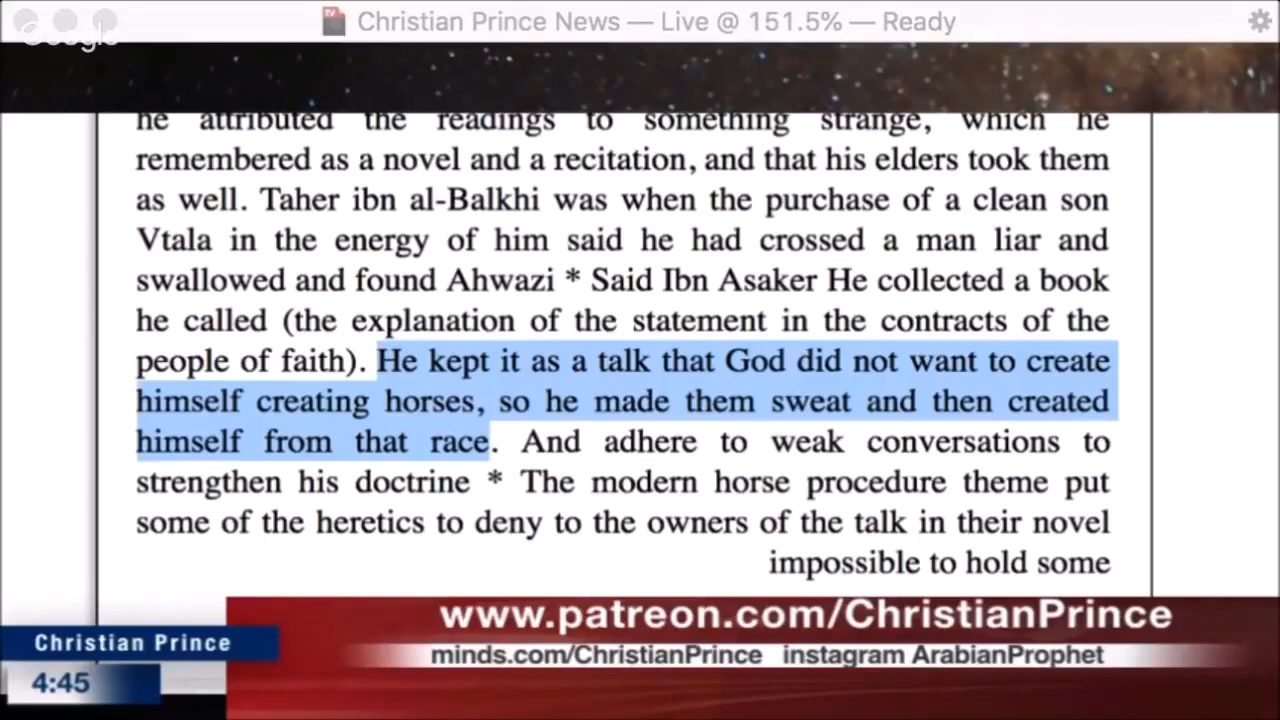 Christian Prince News — Live @ 151.5% — Ready
Google
he attributed the readings to something strange, which he
remembered as a novel and a recitation, and that his elders took them
as well. Taher ibn al-Balkhi was when the purchase of a clean son
Vtala in the energy of him said he had crossed a man liar and
swallowed and found Ahwazi * Said Ibn Asaker He collected a book
he called (the explanation of the statement in the contracts of the
people of faith). He kept it as a talk that God did not want to create
himself creating horses, so he made them sweat and then created
himself from that race. And adhere to weak conversations to
strengthen his doctrine * The modern horse procedure theme put
some of the heretics to deny to the owners of the talk in their novel
impossible to hold some
www.patreon.com/ChristianPrince
Christian Prince
minds.com/ChristianPrince instagram ArabianProphet
4:45